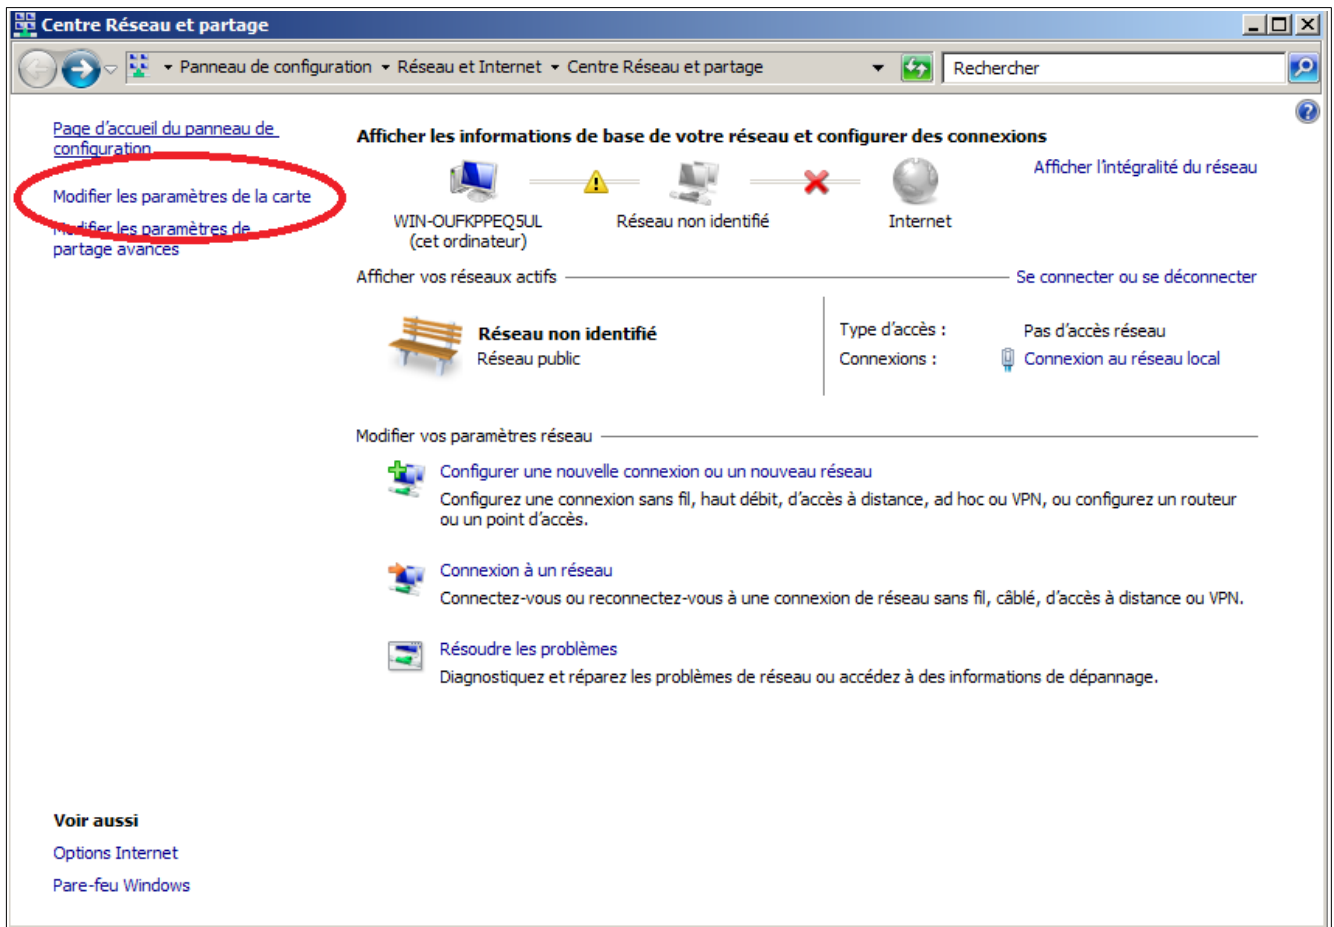 Centre Réseau et partage
Panneau de configuration Réseau et Internet Centre Réseau et partage Rechercher
Page d'accueil du panneau de
configuration
Modifier les paramètres de la carte
Modifier les paramètres de
partage avancés
Afficher les informations de base de votre réseau et configurer des connexions
Afficher l'intégralité du réseau
WIN-OUFKPPEQ5UL
(cet ordinateur)
Réseau non identifié
Internet
Afficher vos réseaux actifs
Se connecter ou se déconnecter
Réseau non identifié
Réseau public
Type d'accès : Pas d'accès réseau
Connexions : Connexion au réseau local
Modifier vos paramètres réseau
Configurer une nouvelle connexion ou un nouveau réseau
Configurez une connexion sans fil, haut débit, d'accès à distance, ad hoc ou VPN, ou configurez un routeur
ou un point d'accès.
Connexion à un réseau
Connectez-vous ou reconnectez-vous à une connexion de réseau sans fil, câblé, d'accès à distance ou VPN.
Résoudre les problèmes
Diagnostiquez et réparez les problèmes de réseau ou accédez à des informations de dépannage.
Voir aussi
Options Internet
Pare-feu Windows